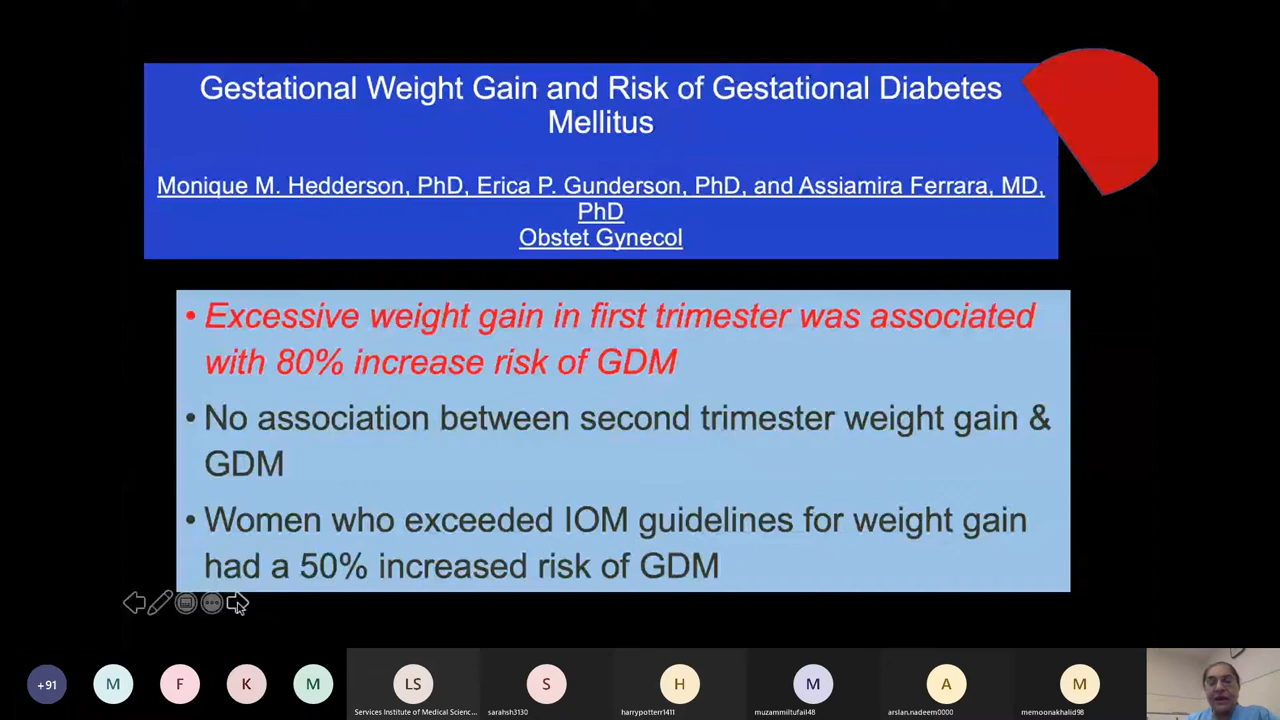 Gestational Weight Gain and Risk of Gestational Diabetes
Mellitus
Monique M. Hedderson, PhD, Erica P. Gunderson, PhD, and Assiamira Ferrara, MD,
PhD
Obstet Gynecol
• Excessive weight gain in first trimester was associated
with 80% increase risk of GDM
• No association between second trimester weight gain &
GDM
• Women who exceeded IOM guidelines for weight gain
had a 50% increased risk of GDM
+91 M F K M LS S H M A M
Services Institute of Medical Scienc... sarahsh3130 harrypotterr1411 muzammiltufail48 arslan.nadeem0000 memoonakhalid98